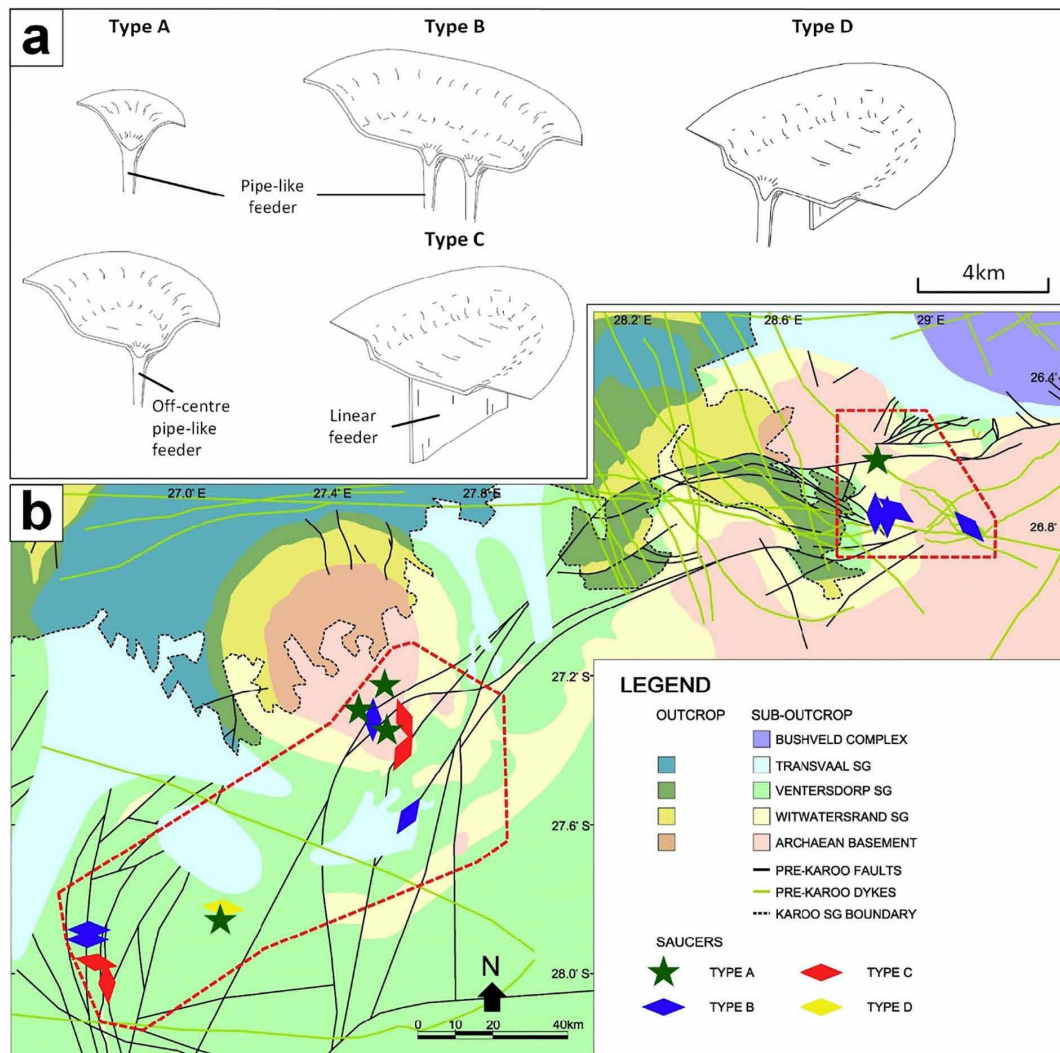 a
Type A
Type B
Type D
Pipe-like
feeder
Type C
4km
Off-centre
pipe-like
feeder
Linear
feeder
28.2' E
28.6' E
29' E
26.4'
b
27.0' E
27.4' E
27.8' E
26.8'
27.2' S
27.6' S
28.0' S
N
0 10 20 40km
LEGEND
OUTCROP
SUB-OUTCROP
BUSHVELD COMPLEX
TRANSVAAL SG
VENTERSDORP SG
WITWATERSRAND SG
ARCHAEAN BASEMENT
PRE-KAROO FAULTS
PRE-KAROO DYKES
KAROO SG BOUNDARY
SAUCERS
TYPE A
TYPE C
TYPE B
TYPE D